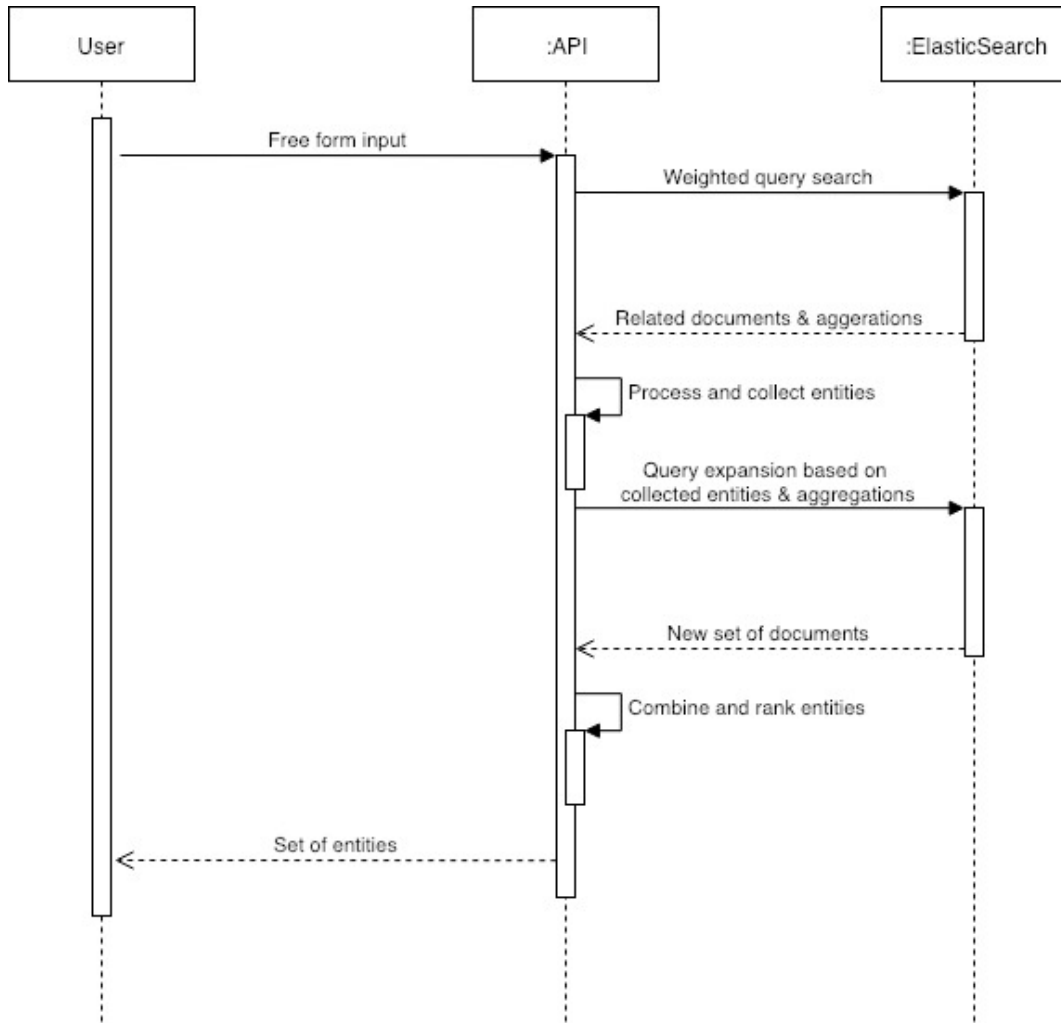 User
:API
:ElasticSearch
Free form input
Weighted query search
Related documents & aggerations
Process and collect entities
Query expansion based on
collected entities & aggregations
New set of documents
Combine and rank entities
Set of entities